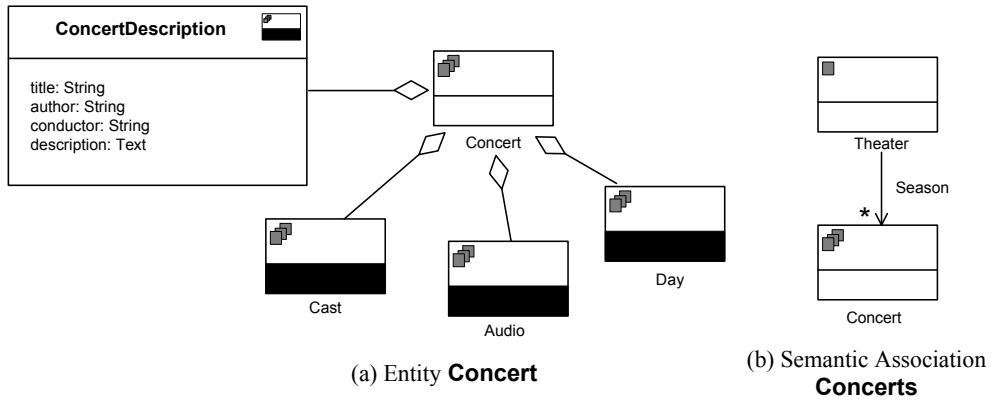 ConcertDescription
title: String
author: String
conductor: String
description: Text
Concert
Cast
Audio
Day
(a) Entity Concert
Theater
Season
*
Concert
(b) Semantic Association
Concerts